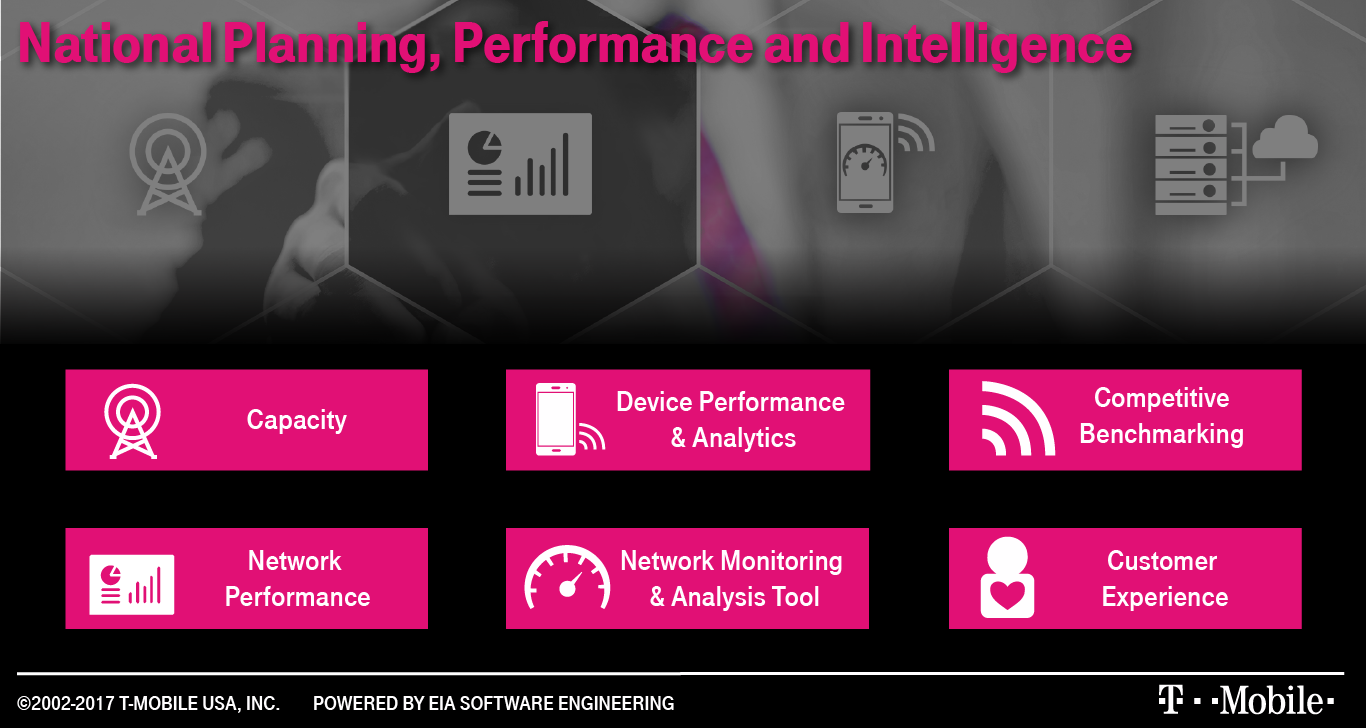 National Planning, Performance and Intelligence
Capacity
Device Performance
& Analytics
Competitive
Benchmarking
Network
Performance
Network Monitoring
& Analysis Tool
Customer
Experience
©2002-2017 T-MOBILE USA, INC. POWERED BY EIA SOFTWARE ENGINEERING
T··Mobile·